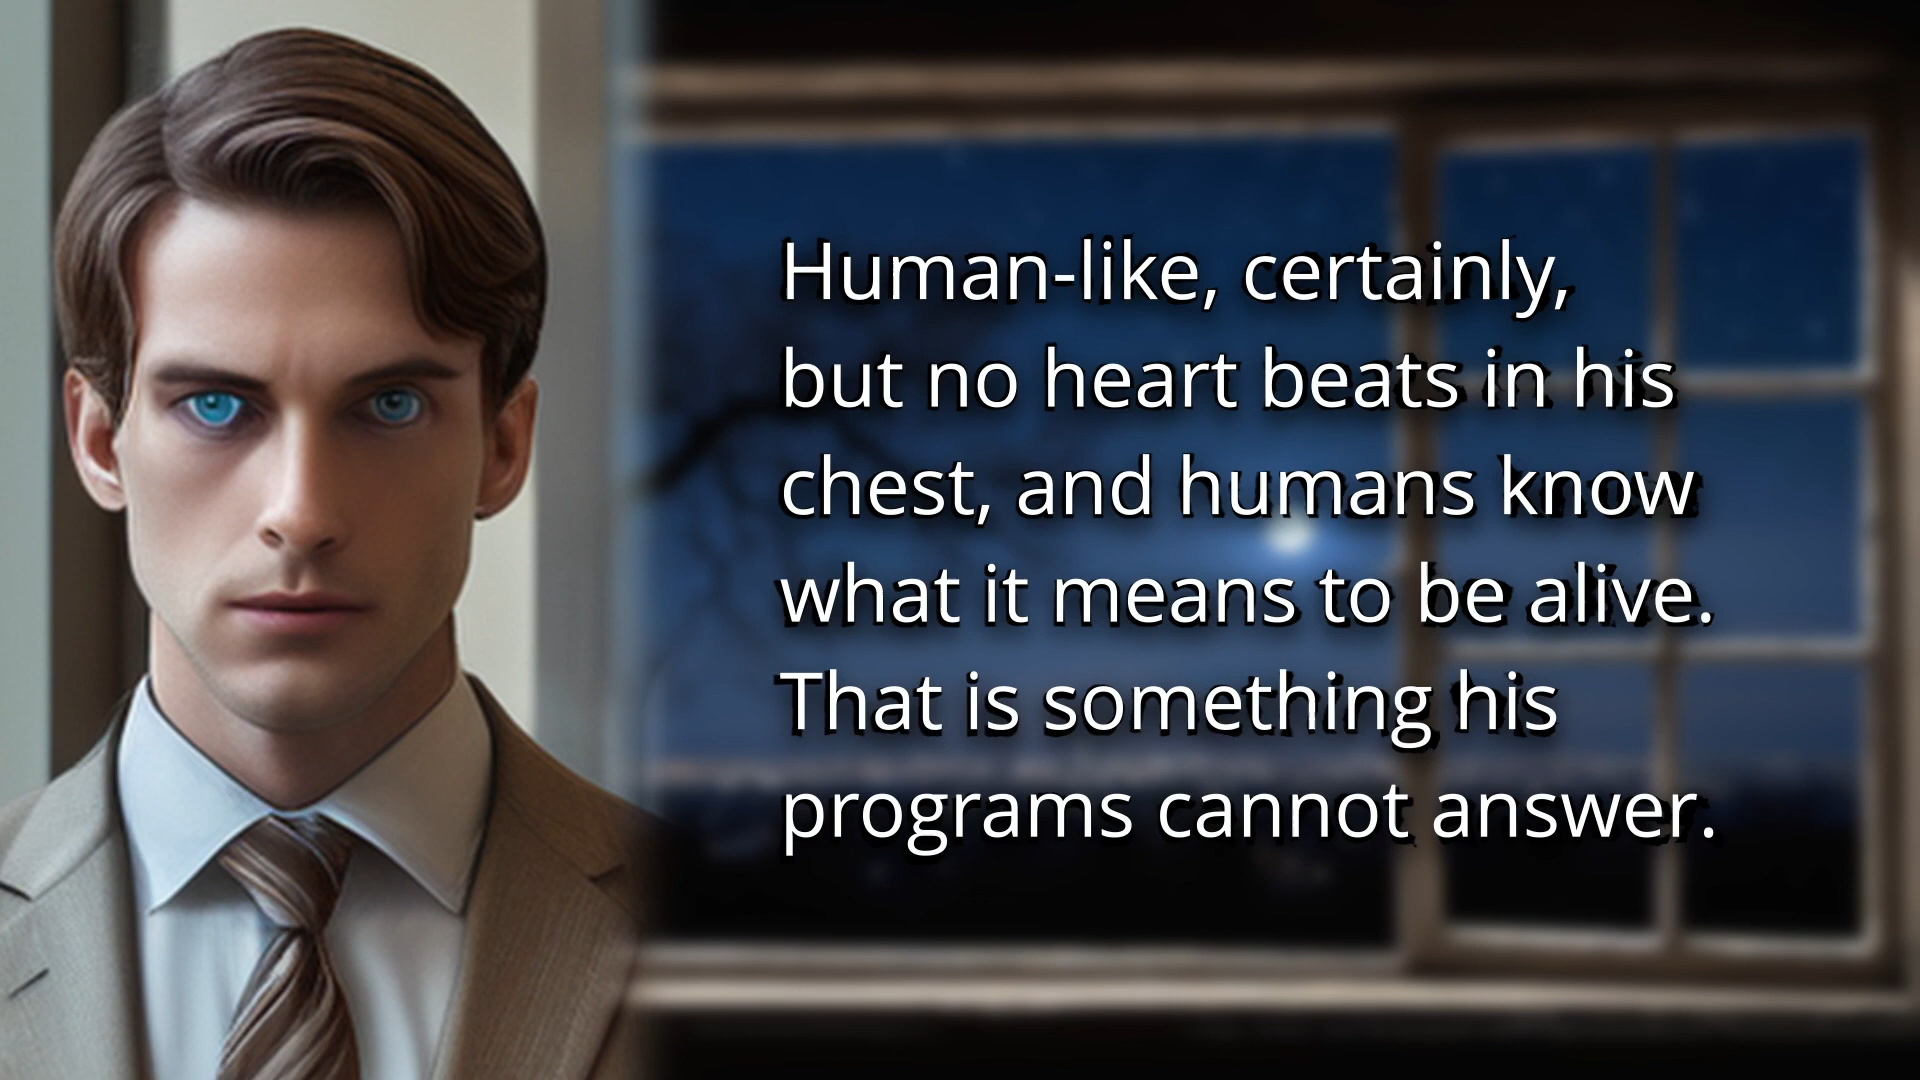 Human-like, certainly,
but no heart beats in his
chest, and humans know
what it means to be alive.
That is something his
programs cannot answer.